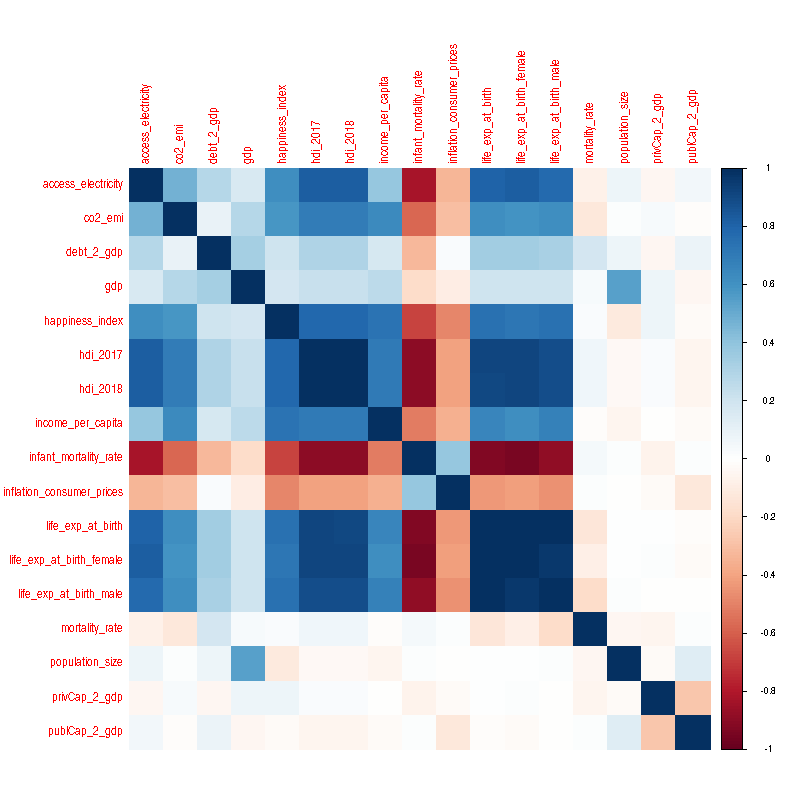 access_electricity
co2_emi
debt_2_gdp
gdp
happiness_index
hdi_2017
hdi_2018
income_per_capita
infant_mortality_rate
inflation_consumer_prices
life_exp_at_birth
life_exp_at_birth_female
life_exp_at_birth_male
mortality_rate
population_size
privCap_2_gdp
publCap_2_gdp
access_electricity
co2_emi
debt_2_gdp
gdp
happiness_index
hdi_2017
hdi_2018
income_per_capita
infant_mortality_rate
inflation_consumer_prices
life_exp_at_birth
life_exp_at_birth_female
life_exp_at_birth_male
mortality_rate
population_size
privCap_2_gdp
publCap_2_gdp
1
0.8
0.6
0.4
0.2
0
-0.2
-0.4
-0.6
-0.8
-1